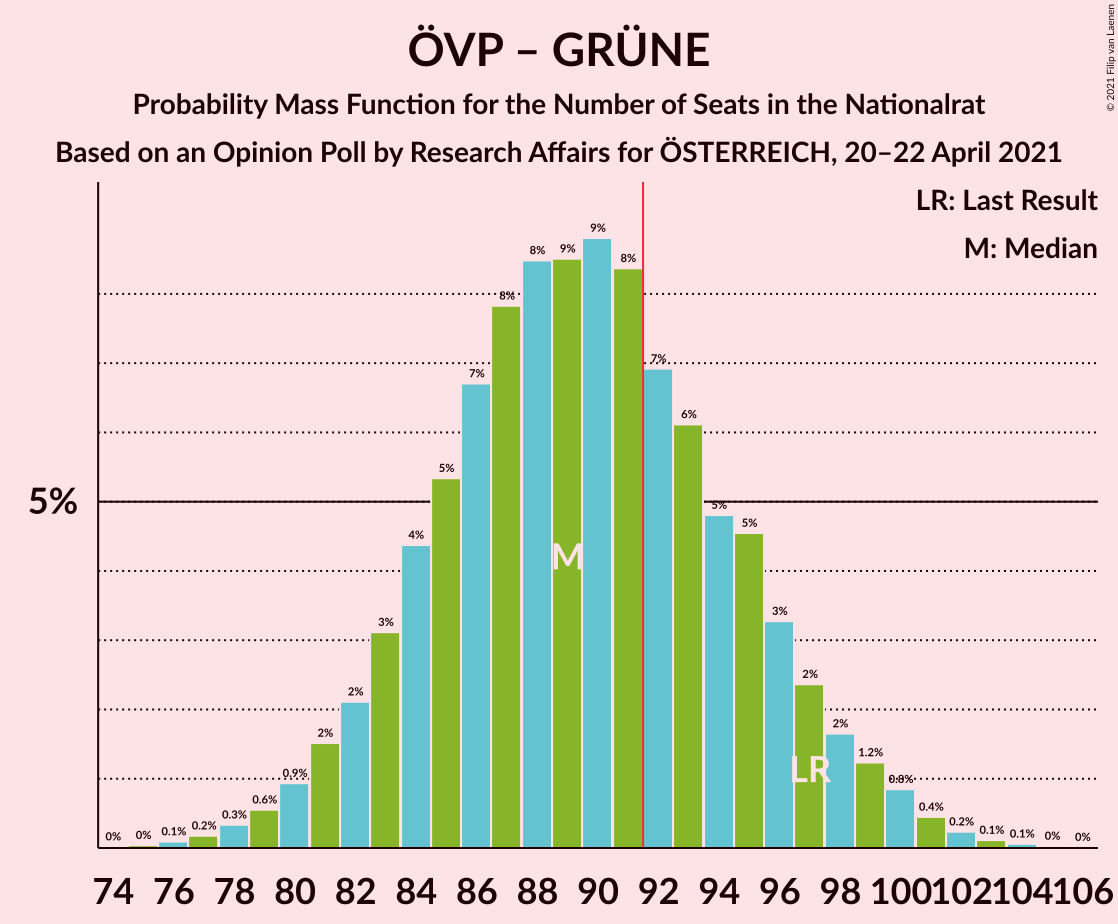 ÖVP – GRÜNE
Probability Mass Function for the Number of Seats in the Nationalrat
Based on an Opinion Poll by Research Affairs for ÖSTERREICH, 20–22 April 2021
© 2021 Filip van Laenen
LR: Last Result
M: Median
5%
0% 0% 0.1% 0.2% 0.3% 0.6% 0.9% 2% 2% 3% 4% 5% 7% 8% 8% 9% 9% 8% 7% 6% 5% 5% 3% 2% 2% 1.2% 0.8% 0.4% 0.2% 0.1% 0.1% 0% 0%
M
LR
74 76 78 80 82 84 86 88 90 92 94 96 98 100 102 104 106